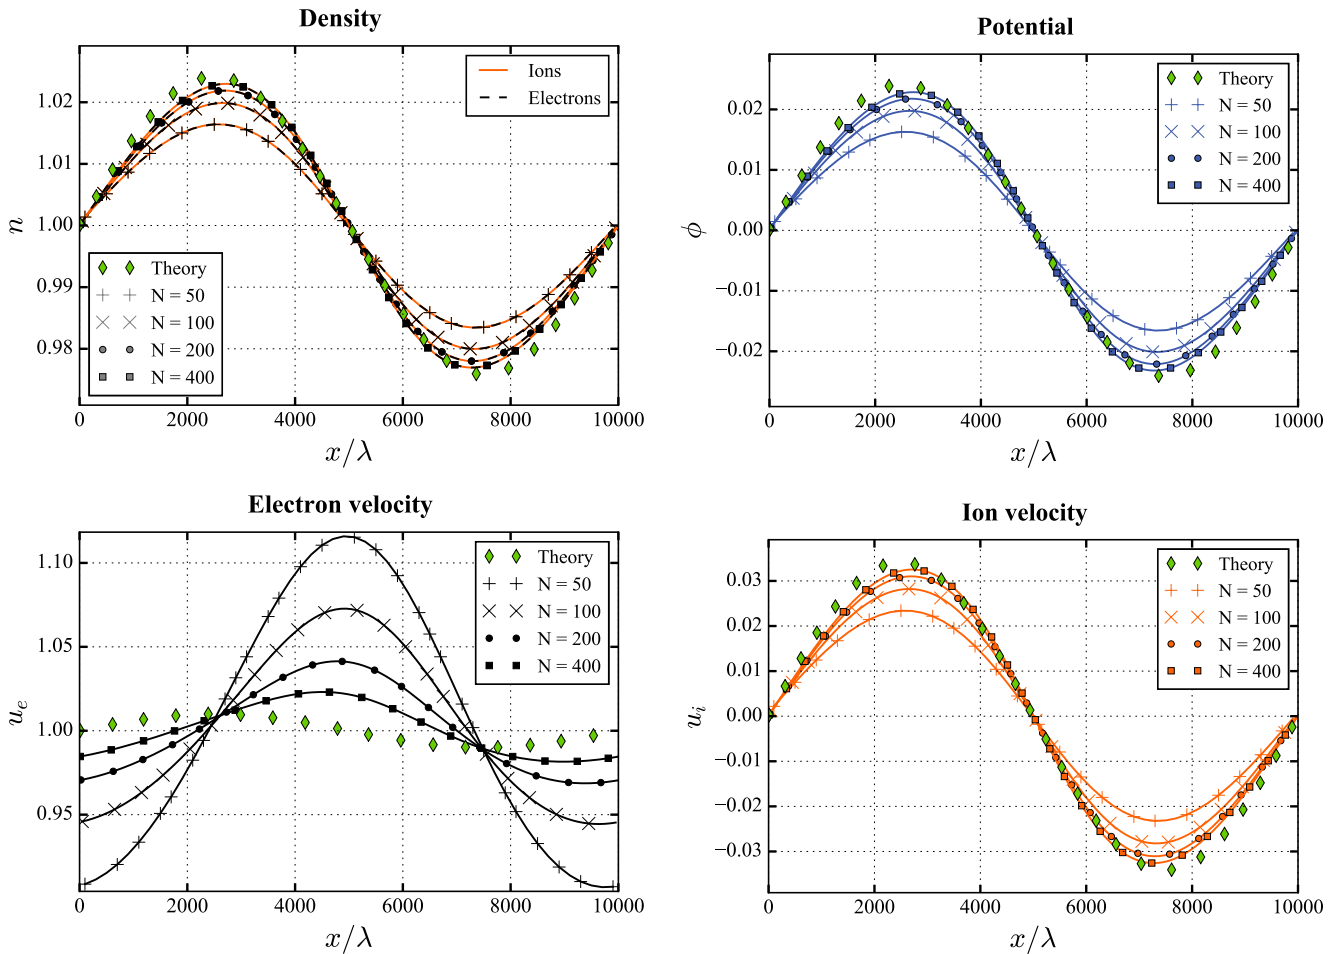 Density
n
1.02
1.01
1.00
0.99
0.98
0
2000
4000
6000
8000
10000
x/λ
Ions
Electrons
Theory
N = 50
N = 100
N = 200
N = 400
Potential
ϕ
0.02
0.01
0.00
−0.01
−0.02
0
2000
4000
6000
8000
10000
x/λ
Theory
N = 50
N = 100
N = 200
N = 400
Electron velocity
u_e
1.10
1.05
1.00
0.95
0
2000
4000
6000
8000
10000
x/λ
Theory
N = 50
N = 100
N = 200
N = 400
Ion velocity
u_i
0.03
0.02
0.01
0.00
−0.01
−0.02
−0.03
0
2000
4000
6000
8000
10000
x/λ
Theory
N = 50
N = 100
N = 200
N = 400